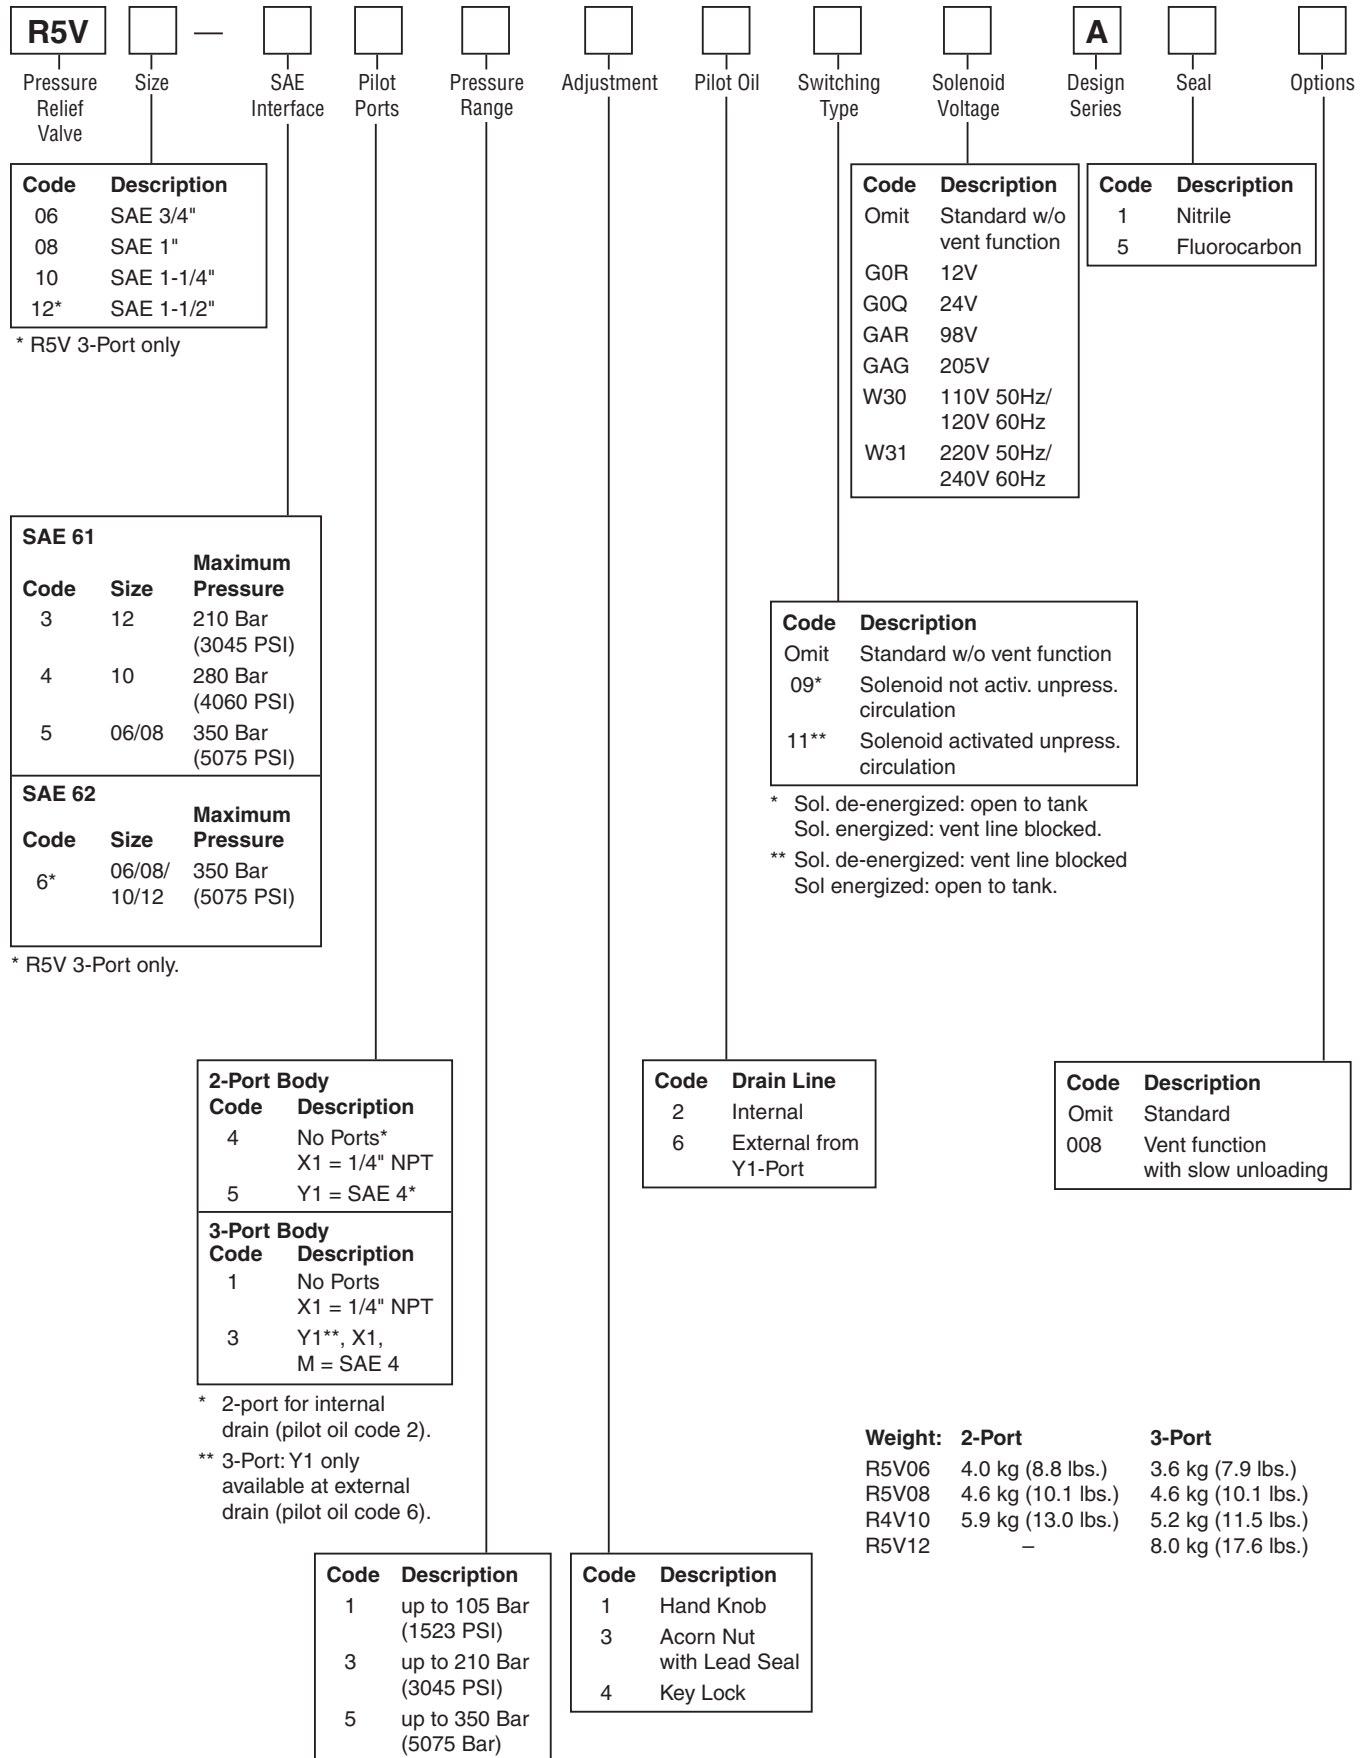 R5V — A
Pressure Relief Valve
Size
SAE Interface
Pilot Ports
Pressure Range
Adjustment
Pilot Oil
Switching Type
Solenoid Voltage
Design Series
Seal
Options
Code Description
06 SAE 3/4"
08 SAE 1"
10 SAE 1-1/4"
12* SAE 1-1/2"
* R5V 3-Port only
Code Description
Omit Standard w/o
vent function
G0R 12V
G0Q 24V
GAR 98V
GAG 205V
W30 110V 50Hz/
120V 60Hz
W31 220V 50Hz/
240V 60Hz
Code Description
1 Nitrile
5 Fluorocarbon
SAE 61
Maximum
Code Size Pressure
3 12 210 Bar
(3045 PSI)
4 10 280 Bar
(4060 PSI)
5 06/08 350 Bar
(5075 PSI)
SAE 62
Maximum
Code Size Pressure
6* 06/08/ 350 Bar
10/12 (5075 PSI)
* R5V 3-Port only.
Code Description
Omit Standard w/o vent function
09* Solenoid not activ. unpress.
circulation
11** Solenoid activated unpress.
circulation
* Sol. de-energized: open to tank
Sol. energized: vent line blocked.
** Sol. de-energized: vent line blocked
Sol energized: open to tank.
2-Port Body
Code Description
4 No Ports*
X1 = 1/4" NPT
5 Y1 = SAE 4*
3-Port Body
Code Description
1 No Ports
X1 = 1/4" NPT
3 Y1**, X1,
M = SAE 4
* 2-port for internal
drain (pilot oil code 2).
** 3-Port: Y1 only
available at external
drain (pilot oil code 6).
Code Drain Line
2 Internal
6 External from
Y1-Port
Code Description
Omit Standard
008 Vent function
with slow unloading
Weight: 2-Port 3-Port
R5V06 4.0 kg (8.8 lbs.) 3.6 kg (7.9 lbs.)
R5V08 4.6 kg (10.1 lbs.) 4.6 kg (10.1 lbs.)
R4V10 5.9 kg (13.0 lbs.) 5.2 kg (11.5 lbs.)
R5V12 – 8.0 kg (17.6 lbs.)
Code Description
1 up to 105 Bar
(1523 PSI)
3 up to 210 Bar
(3045 PSI)
5 up to 350 Bar
(5075 Bar)
Code Description
1 Hand Knob
3 Acorn Nut
with Lead Seal
4 Key Lock